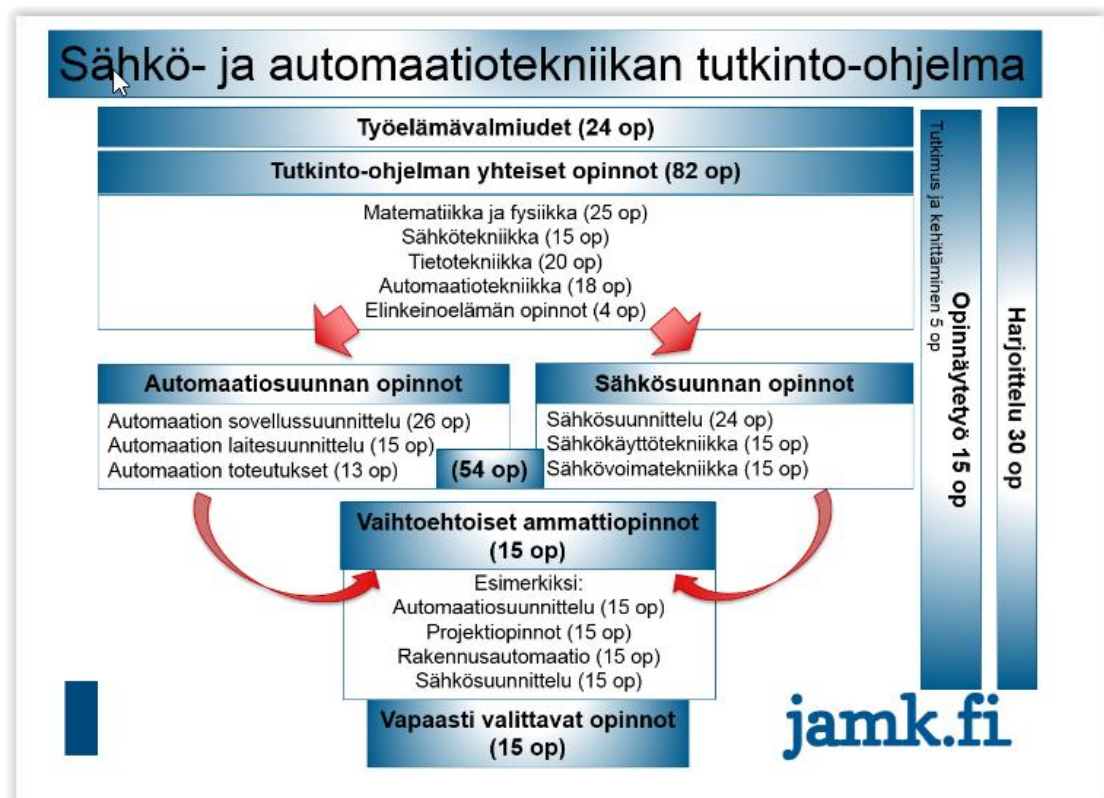 Sähkö- ja automaatiotekniikan tutkinto-ohjelma
Työelämävalmiudet (24 op)
Tutkinto-ohjelman yhteiset opinnot (82 op)
Matematiikka ja fysiikka (25 op)
Sähkötekniikka (15 op)
Tietotekniikka (20 op)
Automaatiotekniikka (18 op)
Elinkeinoelämän opinnot (4 op)
Automaatiosuunnan opinnot
Automaation sovellussuunnittelu (26 op)
Automaation laitesuunnittelu (15 op)
Automaation toteutukset (13 op)
(54 op)
Sähkösuunnan opinnot
Sähkösuunnittelu (24 op)
Sähkökäyttötekniikka (15 op)
Sähkövoimatekniikka (15 op)
Vaihtoehtoiset ammattiopinnot
(15 op)
Esimerkiksi:
Automaatiosuunnittelu (15 op)
Projektiopinnot (15 op)
Rakennusautomaatio (15 op)
Sähkösuunnittelu (15 op)
Vapaasti valittavat opinnot
(15 op)
Tutkimus ja kehittäminen 5 op
Opinnäytetyö 15 op
Harjoittelu 30 op
jamk.fi